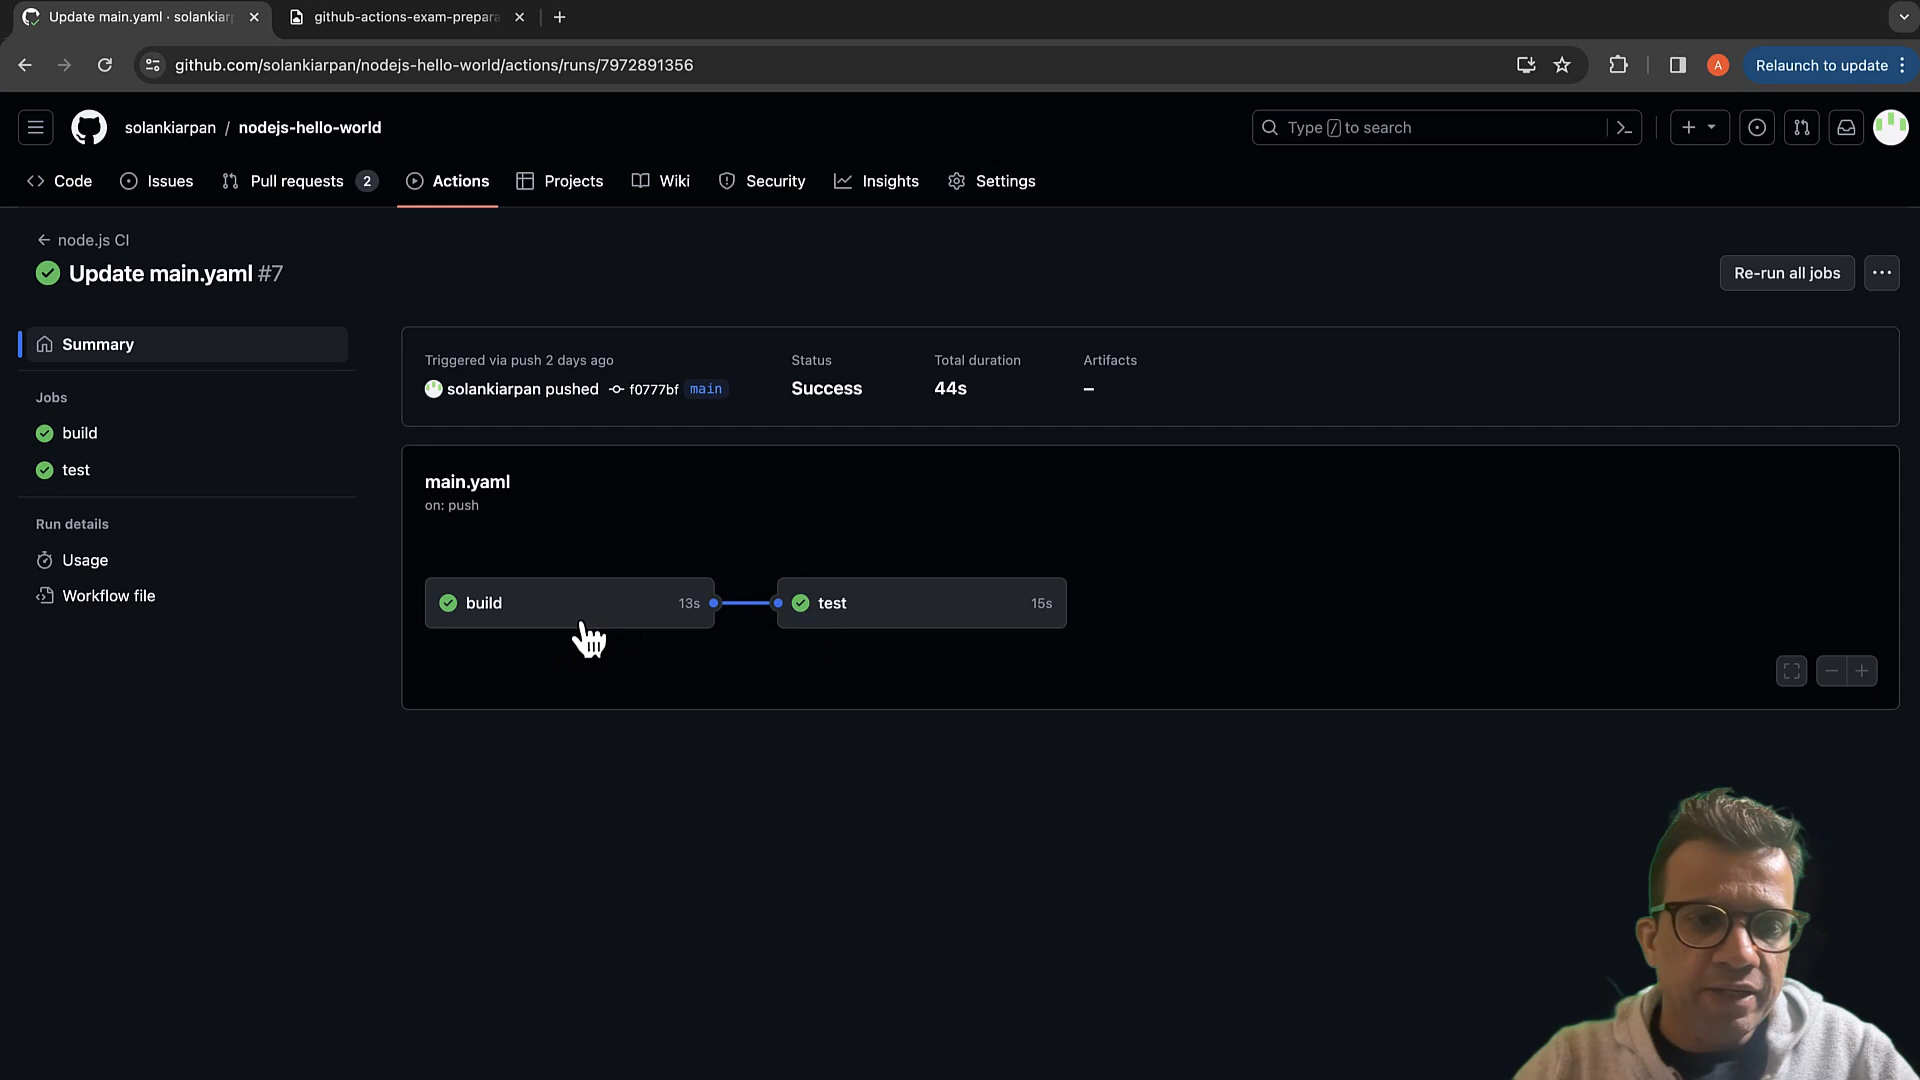 Update main.yaml · solankiarp
github-actions-exam-prepara
github.com/solankiarpan/nodejs-hello-world/actions/runs/7972891356
A
Relaunch to update
solankiarpan / nodejs-hello-world
Type / to search
Code
Issues
Pull requests 2
Actions
Projects
Wiki
Security
Insights
Settings
← node.js CI
Update main.yaml #7
Re-run all jobs
Summary
Jobs
build
test
Run details
Usage
Workflow file
Triggered via push 2 days ago
solankiarpan pushed f0777bf main
Status
Success
Total duration
44s
Artifacts
–
main.yaml
on: push
build 13s
test 15s